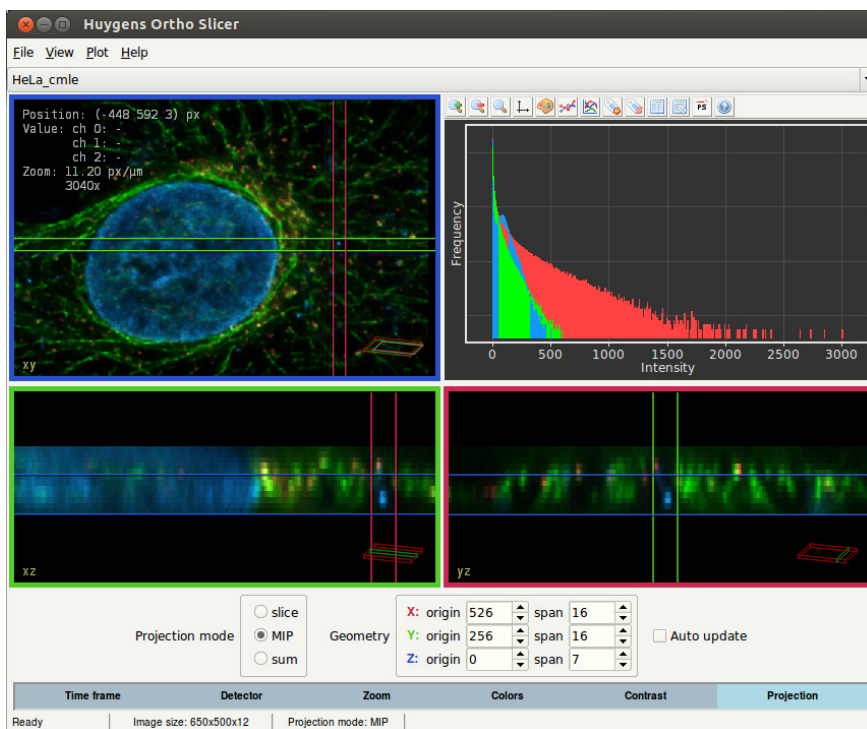 Huygens Ortho Slicer
File View Plot Help
HeLa_cmle
Position: (-448 592 3) px
Value: ch 0: -
ch 1: -
ch 2: -
Zoom: 11.20 px/µm
3040x
xy
PS
Frequency
0 500 1000 1500 2000 2500 3000
Intensity
xz
yz
Projection mode
slice
MIP
sum
Geometry
X: origin 526 span 16
Y: origin 256 span 16
Z: origin 0 span 7
Auto update
Time frame Detector Zoom Colors Contrast Projection
Ready Image size: 650x500x12 Projection mode: MIP